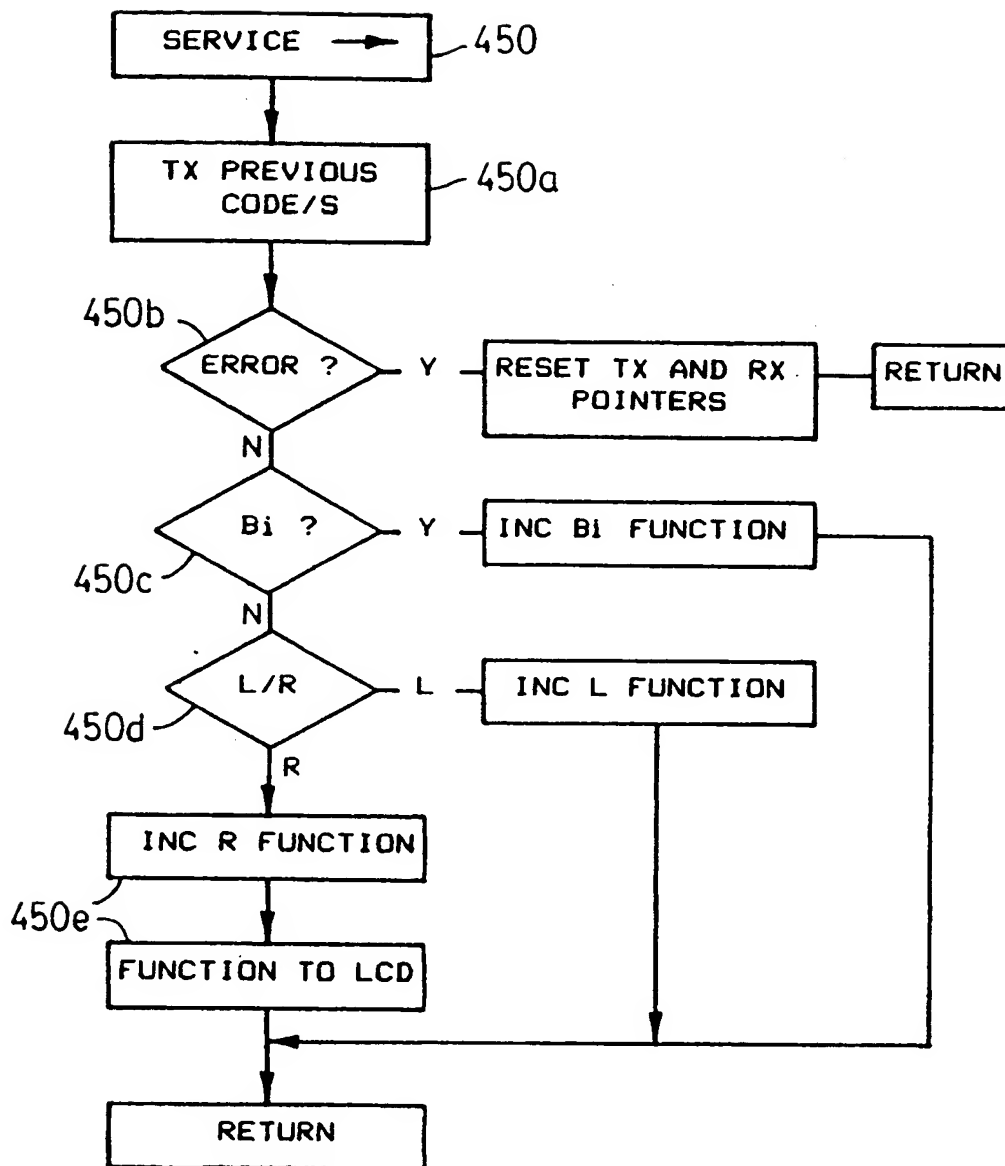 SERVICE →
450
TX PREVIOUS
CODE/S
450a
450b
ERROR ?
Y
RESET TX AND RX
POINTERS
RETURN
N
Bi ?
Y
INC Bi FUNCTION
450c
N
L/R
L
INC L FUNCTION
450d
R
INC R FUNCTION
450e
FUNCTION TO LCD
RETURN